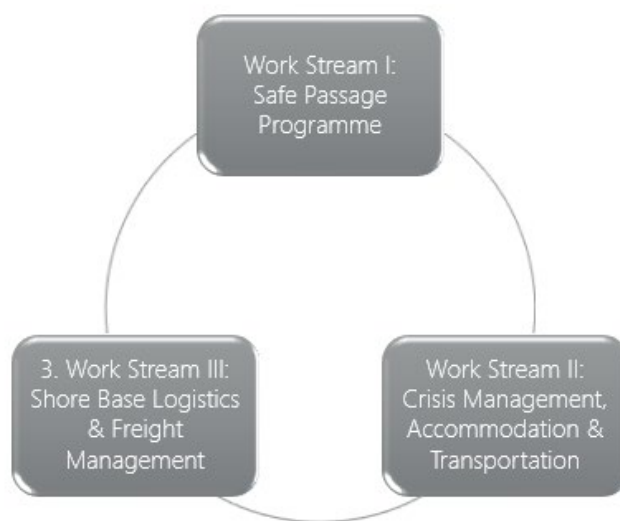 Work Stream I:
Safe Passage
Programme
3. Work Stream III:
Shore Base Logistics
& Freight
Management
Work Stream II:
Crisis Management,
Accommodation &
Transportation